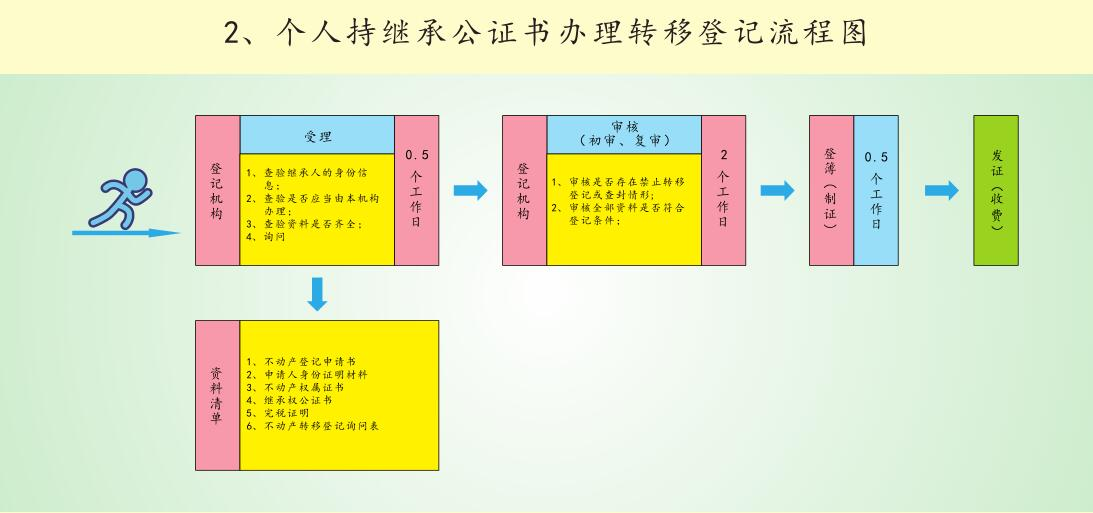 2、个人持继承公证书办理转移登记流程图
登记机构
受理
1、查验继承人的身份信
息；
2、查验是否应当由本机构
办理；
3、查验资料是否齐全；
4、询问
0.5个工作日
登记机构
审核
（初审、复审）
1、审核是否存在禁止转移
登记或查封情形；
2、审核全部资料是否符合
登记条件；
2个工作日
登簿（制证）
0.5个工作日
发证（收费）
资料清单
1、不动产登记申请书
2、申请人身份证明材料
3、不动产权属证书
4、继承权公证书
5、完税证明
6、不动产转移登记询问表